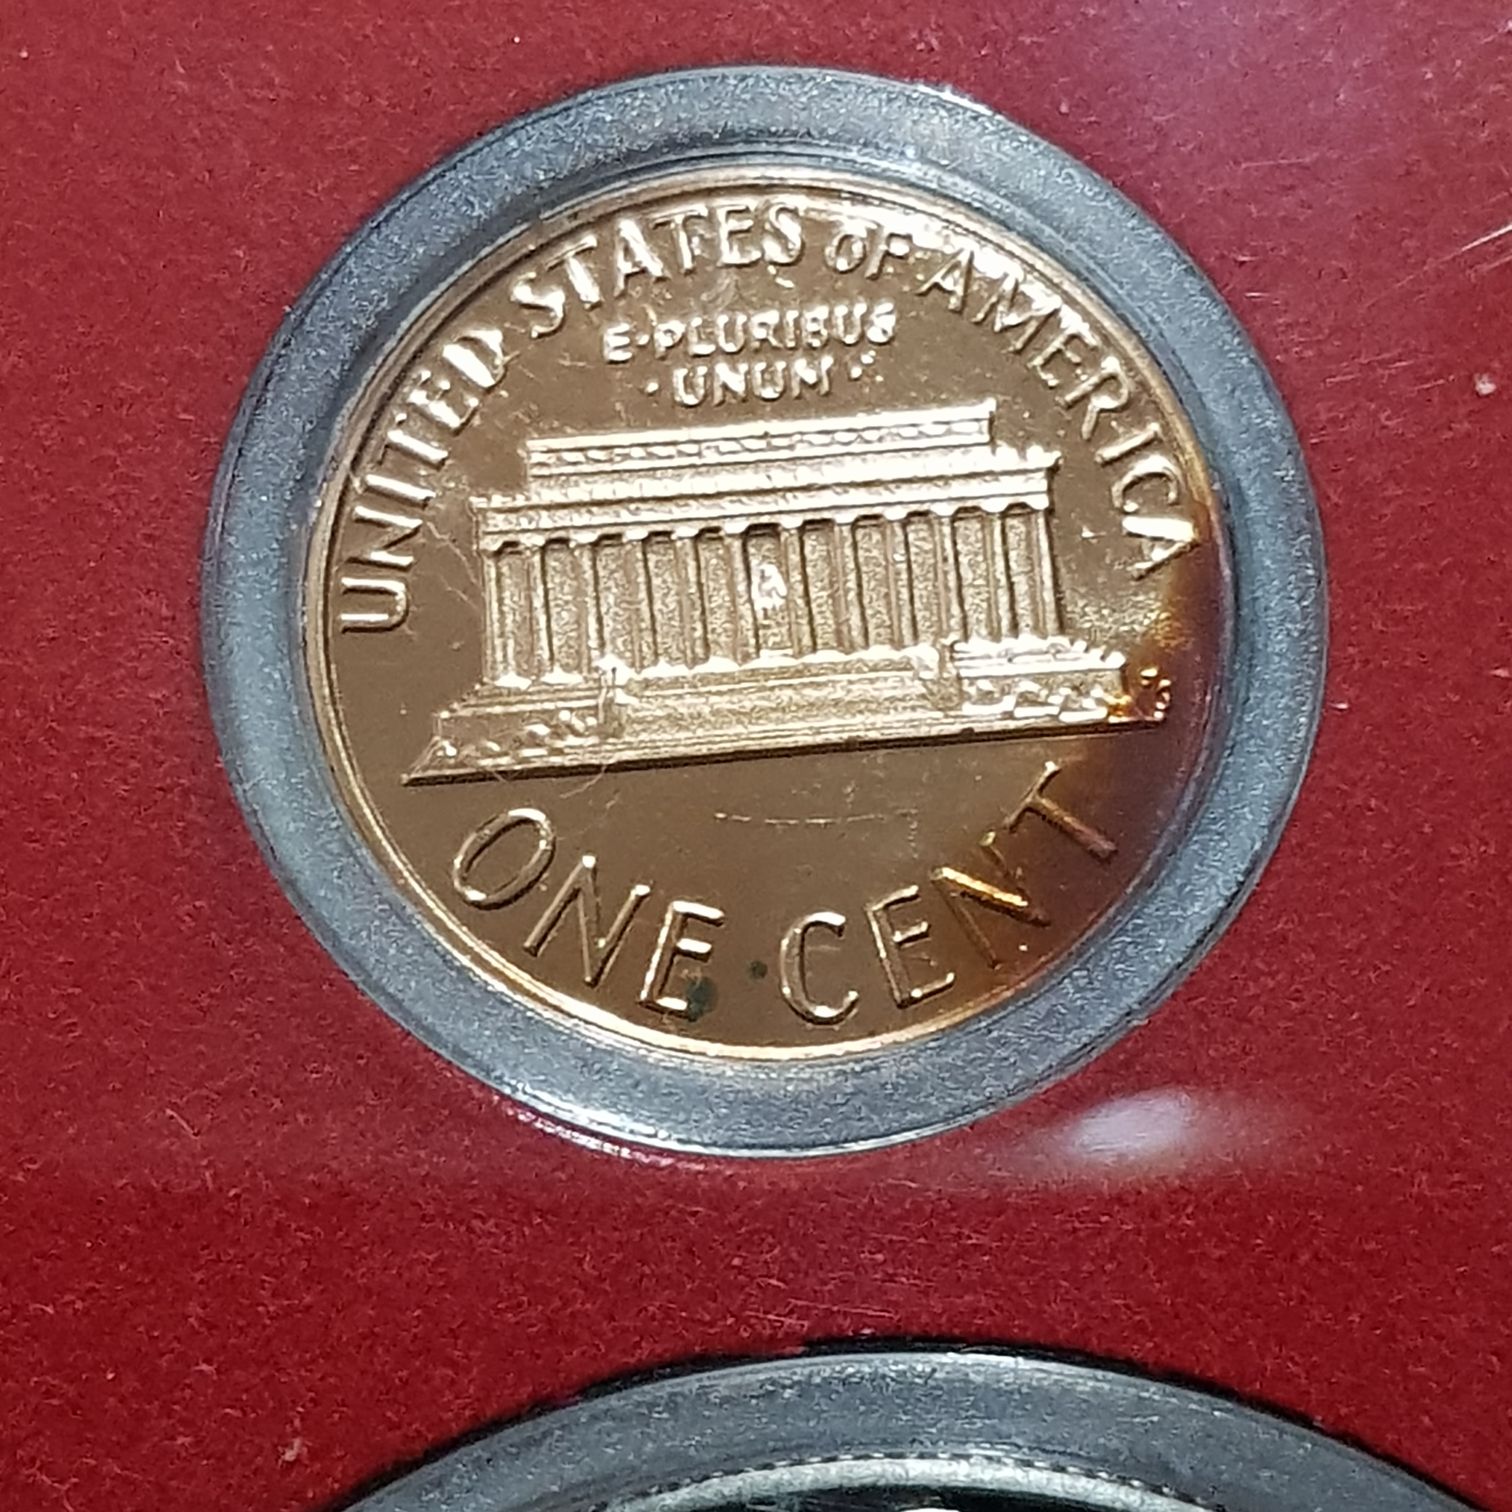 UNITED STATES OF AMERICA
E·PLURIBUS
·UNUM·
ONE CENT